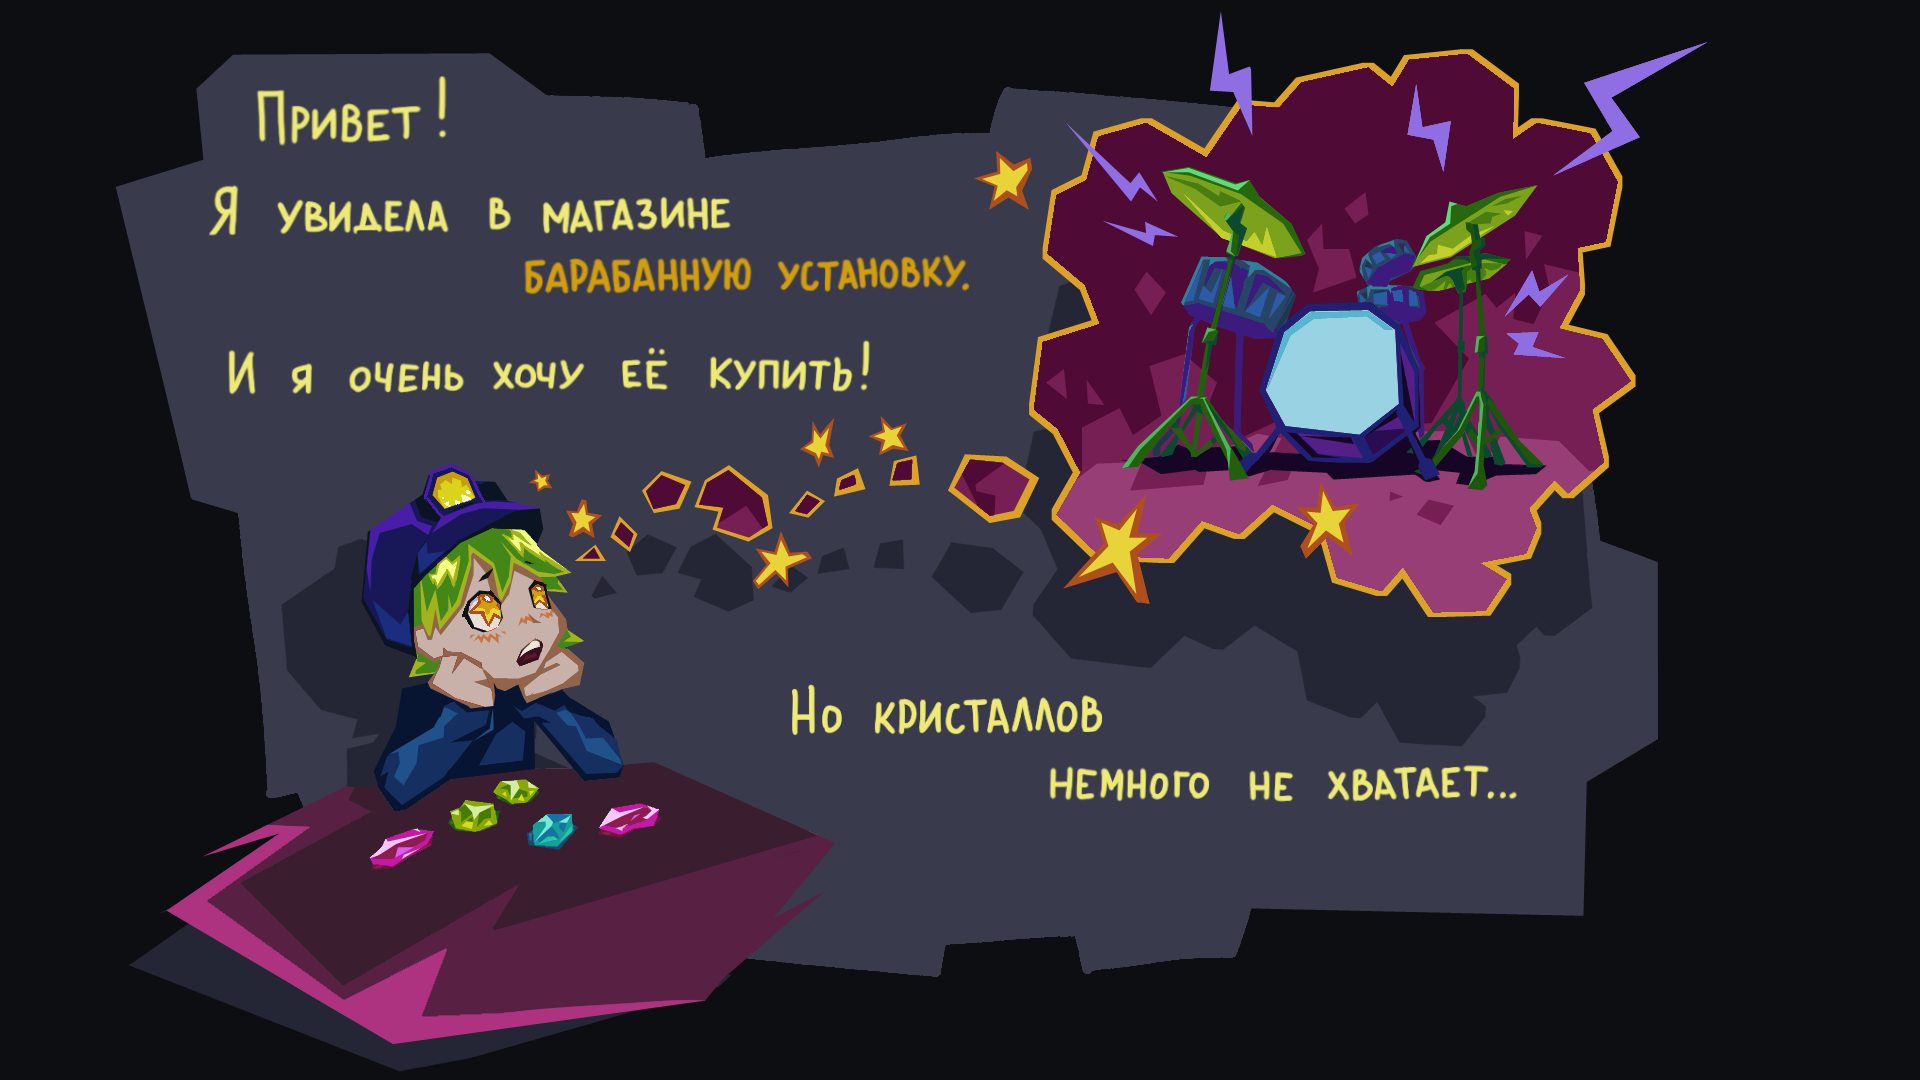 Привет!
Я увидела в магазине
барабанную установку.
И я очень хочу её купить!
Но кристаллов
немного не хватает...